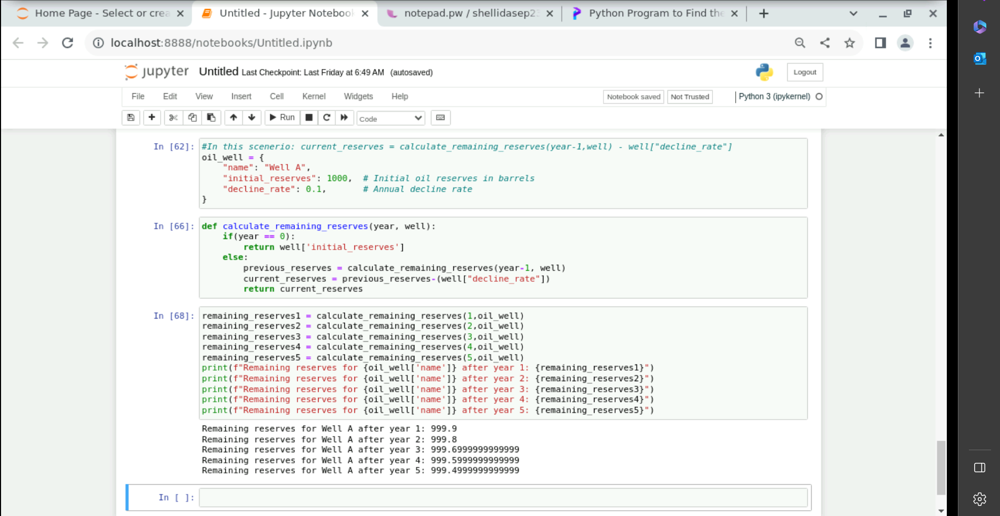 Home Page - Select or crea
Untitled - Jupyter Notebook
notepad.pw / shellidasep23
Python Program to Find the
localhost:8888/notebooks/Untitled.ipynb
jupyter Untitled Last Checkpoint: Last Friday at 6:49 AM (autosaved)
Logout
File Edit View Insert Cell Kernel Widgets Help
Notebook saved Not Trusted Python 3 (ipykernel)
Run Code
In [62]: #In this scenerio: current_reserves = calculate_remaining_reserves(year-1,well) - well["decline_rate"]
oil_well = {
    "name": "Well A",
    "initial_reserves": 1000,  # Initial oil reserves in barrels
    "decline_rate": 0.1,       # Annual decline rate
}
In [66]: def calculate_remaining_reserves(year, well):
    if(year == 0):
        return well['initial_reserves']
    else:
        previous_reserves = calculate_remaining_reserves(year-1, well)
        current_reserves = previous_reserves-(well["decline_rate"])
        return current_reserves
In [68]: remaining_reserves1 = calculate_remaining_reserves(1,oil_well)
remaining_reserves2 = calculate_remaining_reserves(2,oil_well)
remaining_reserves3 = calculate_remaining_reserves(3,oil_well)
remaining_reserves4 = calculate_remaining_reserves(4,oil_well)
remaining_reserves5 = calculate_remaining_reserves(5,oil_well)
print(f"Remaining reserves for {oil_well['name']} after year 1: {remaining_reserves1}")
print(f"Remaining reserves for {oil_well['name']} after year 2: {remaining_reserves2}")
print(f"Remaining reserves for {oil_well['name']} after year 3: {remaining_reserves3}")
print(f"Remaining reserves for {oil_well['name']} after year 4: {remaining_reserves4}")
print(f"Remaining reserves for {oil_well['name']} after year 5: {remaining_reserves5}")
Remaining reserves for Well A after year 1: 999.9
Remaining reserves for Well A after year 2: 999.8
Remaining reserves for Well A after year 3: 999.6999999999999
Remaining reserves for Well A after year 4: 999.5999999999999
Remaining reserves for Well A after year 5: 999.4999999999999
In [ ]: